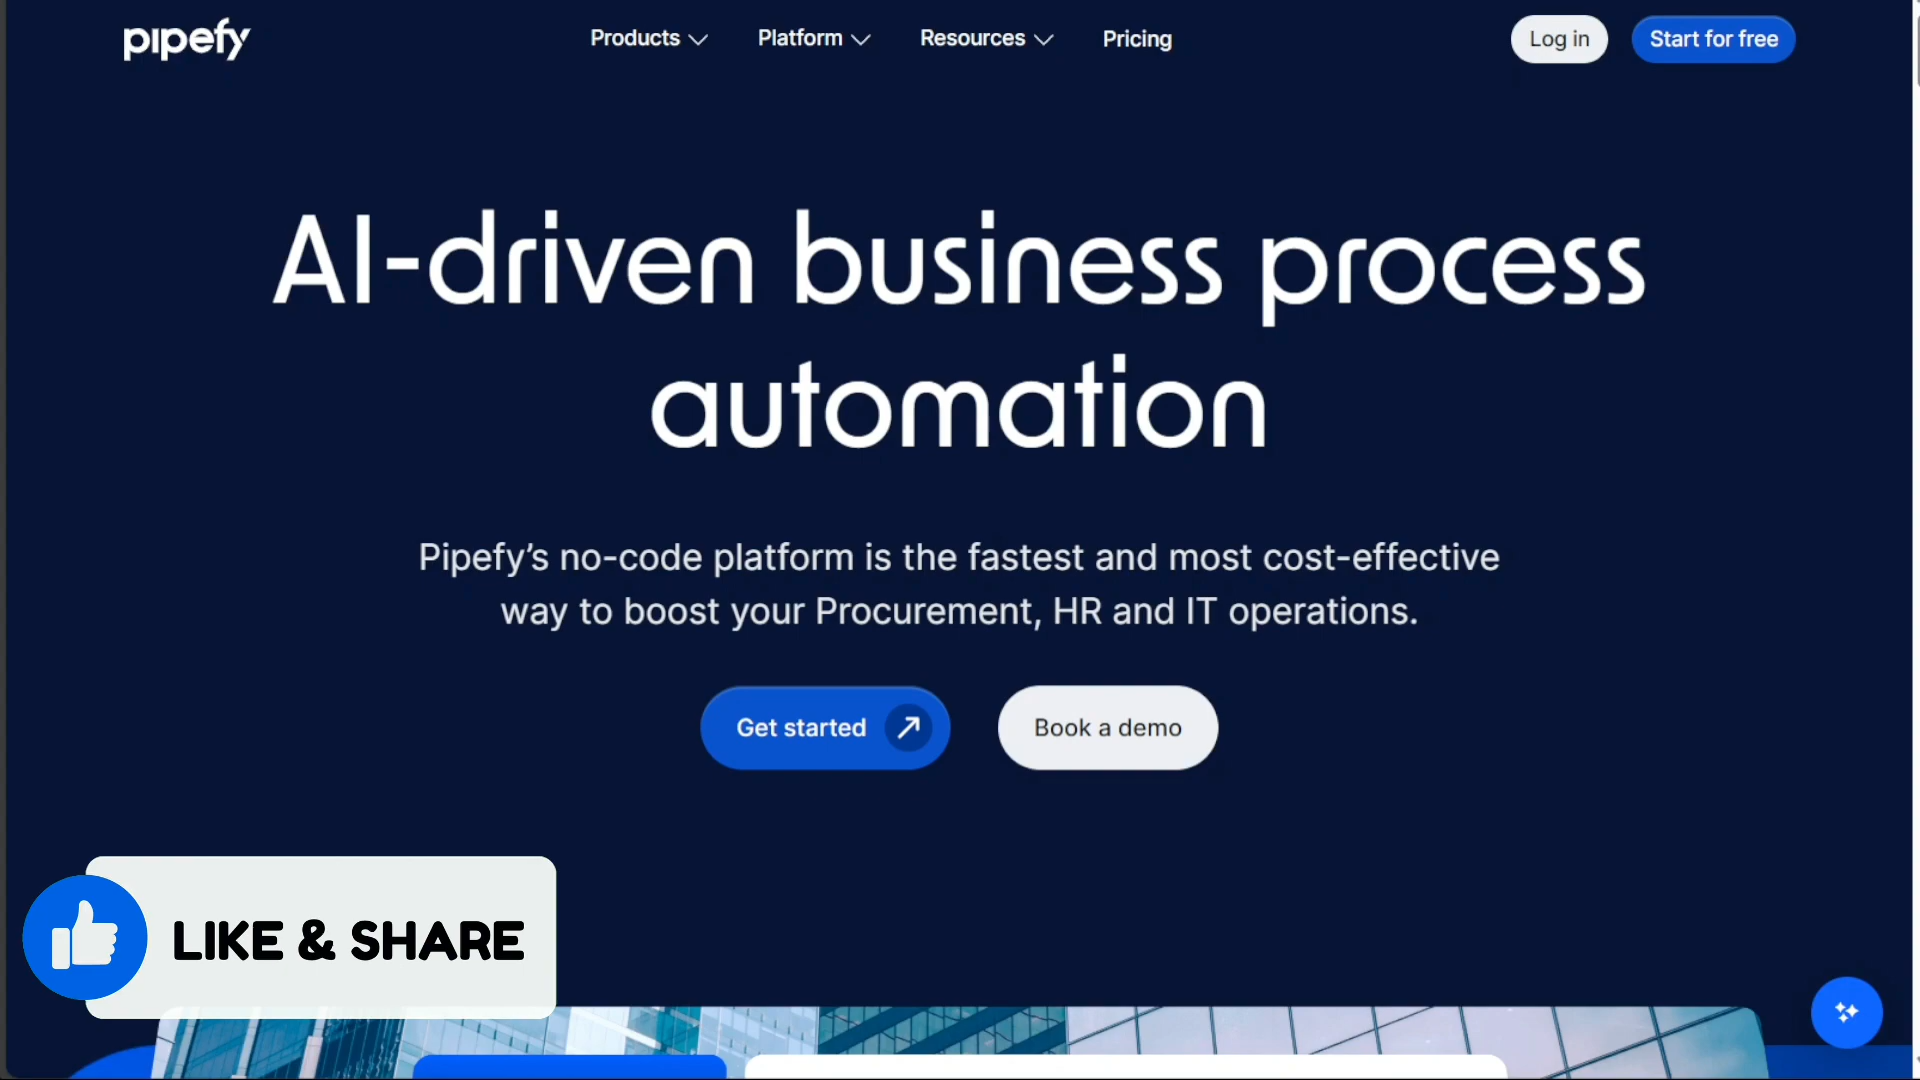 pipefy
Products
Platform
Resources
Pricing
Log in
Start for free
AI-driven business process
automation
Pipefy’s no-code platform is the fastest and most cost-effective
way to boost your Procurement, HR and IT operations.
Get started
Book a demo
LIKE & SHARE